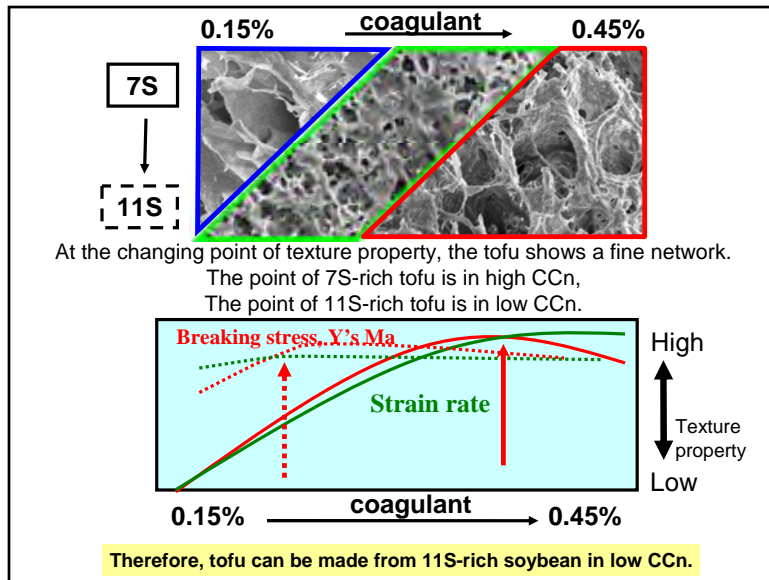 0.15% coagulant 0.45%
7S
11S
At the changing point of texture property, the tofu shows a fine network.
The point of 7S-rich tofu is in high CCn,
The point of 11S-rich tofu is in low CCn.
Breaking stress, Y's Ma
High
Strain rate
Texture
property
Low
0.15% coagulant 0.45%
Therefore, tofu can be made from 11S-rich soybean in low CCn.